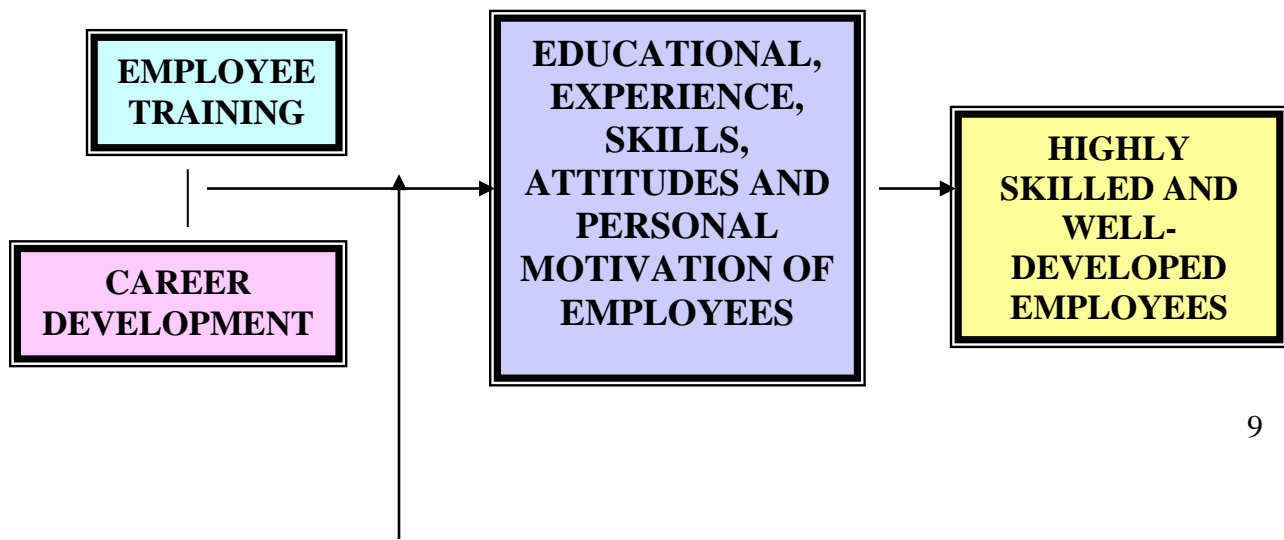 EMPLOYEE
TRAINING
CAREER
DEVELOPMENT
EDUCATIONAL,
EXPERIENCE,
SKILLS,
ATTITUDES AND
PERSONAL
MOTIVATION OF
EMPLOYEES
HIGHLY
SKILLED AND
WELL-
DEVELOPED
EMPLOYEES
9